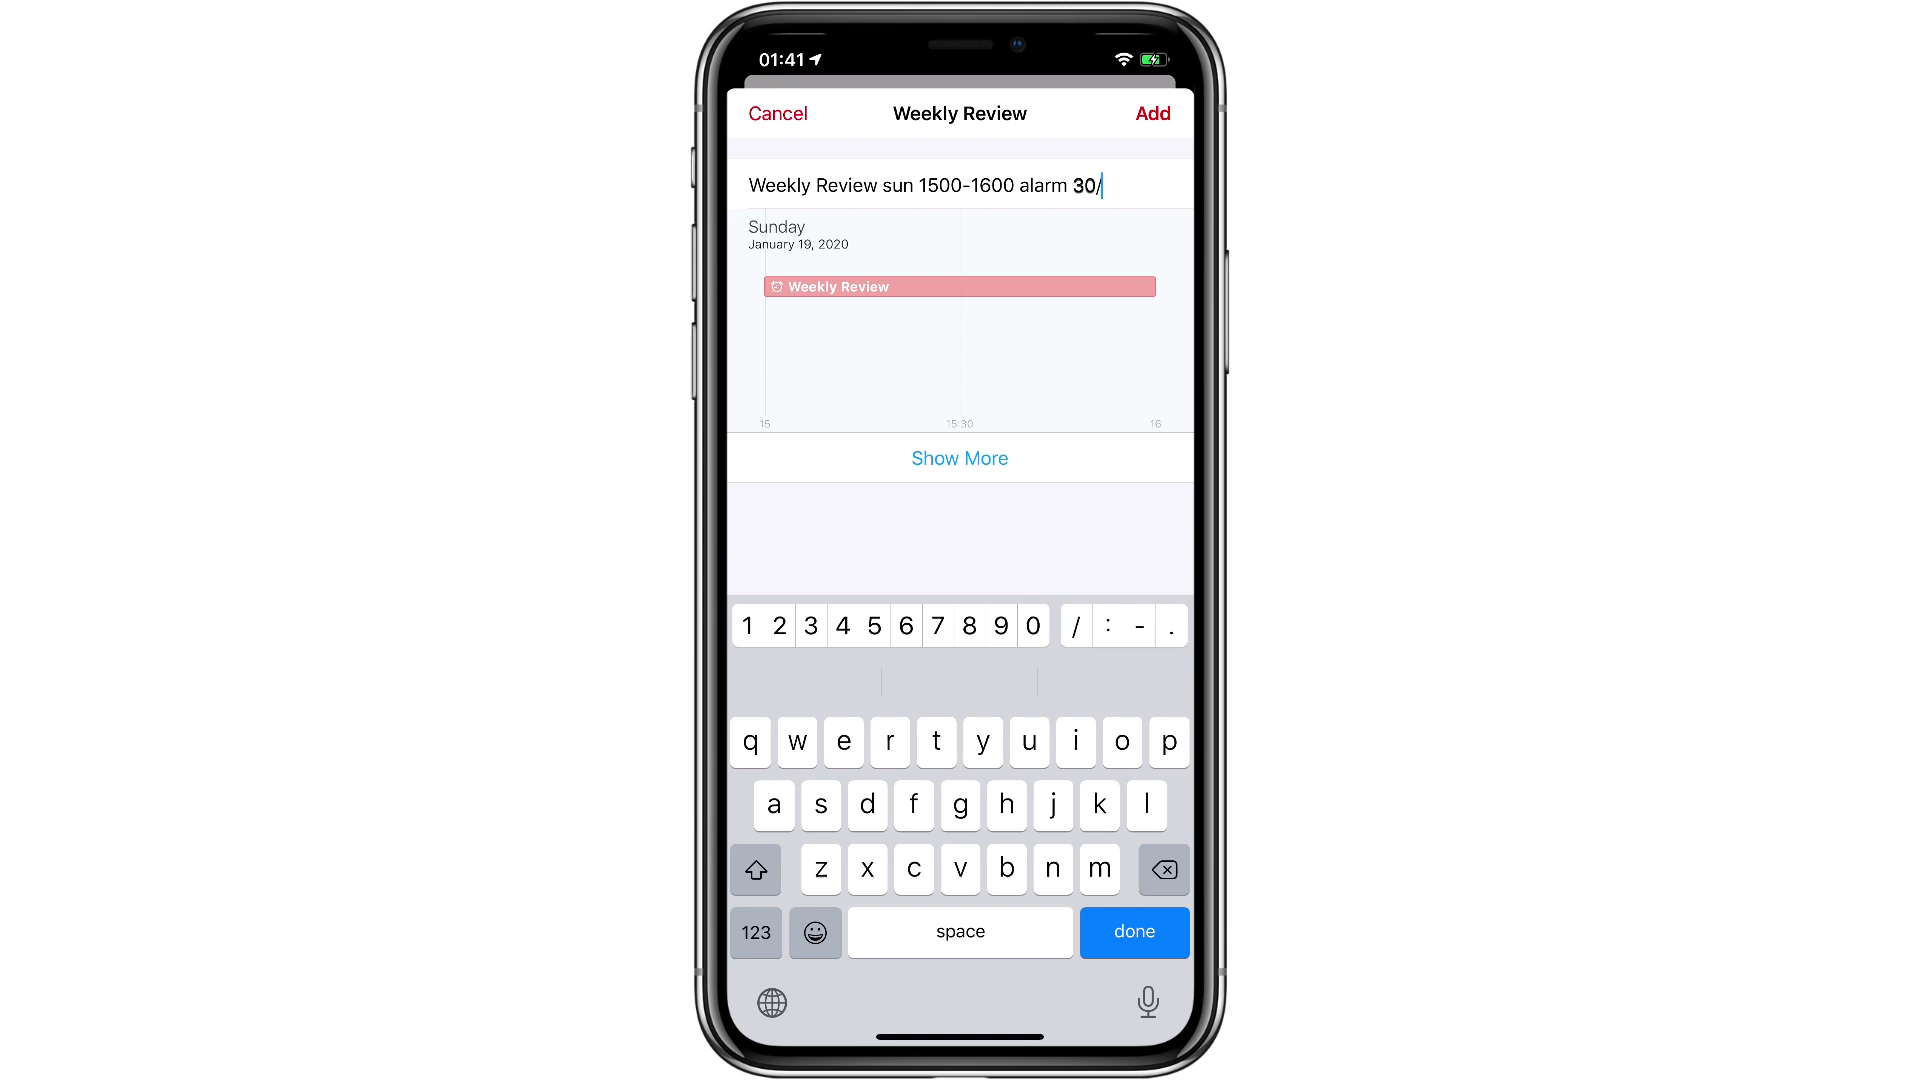 01:41
Cancel Weekly Review Add
Weekly Review sun 1500-1600 alarm 30/
Sunday
January 19, 2020
Weekly Review
15 15:30 16
Show More
1 2 3 4 5 6 7 8 9 0 / : - .
q w e r t y u i o p
a s d f g h j k l
z x c v b n m
123 space done